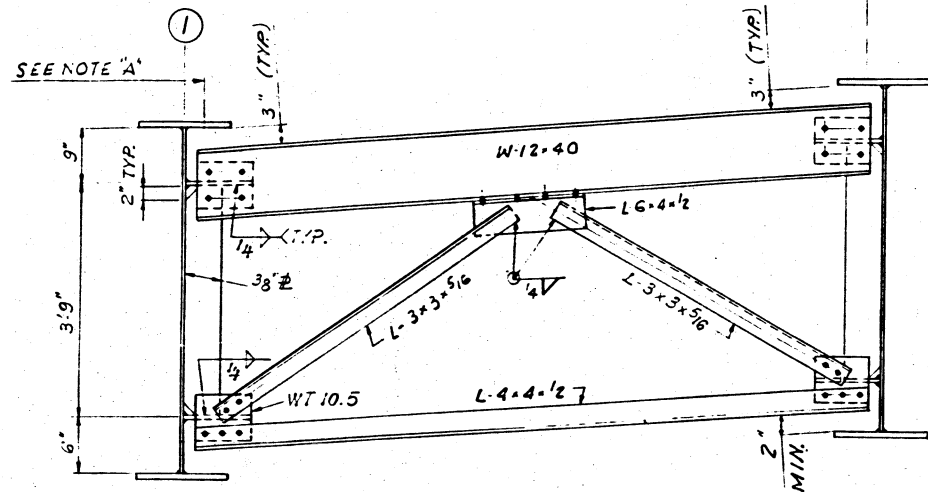 1
SEE NOTE "A"
3" (TYP.)
3" (TYP.)
9"
2" TYP.
W-12×40
L-6×4×½
1/4 TYP.
3/8" PL
1/4
L-3×3×5/16
L-3×3×5/16
3'9"
1/4
WT 10.5
L-4×4×½
6"
2" MIN.